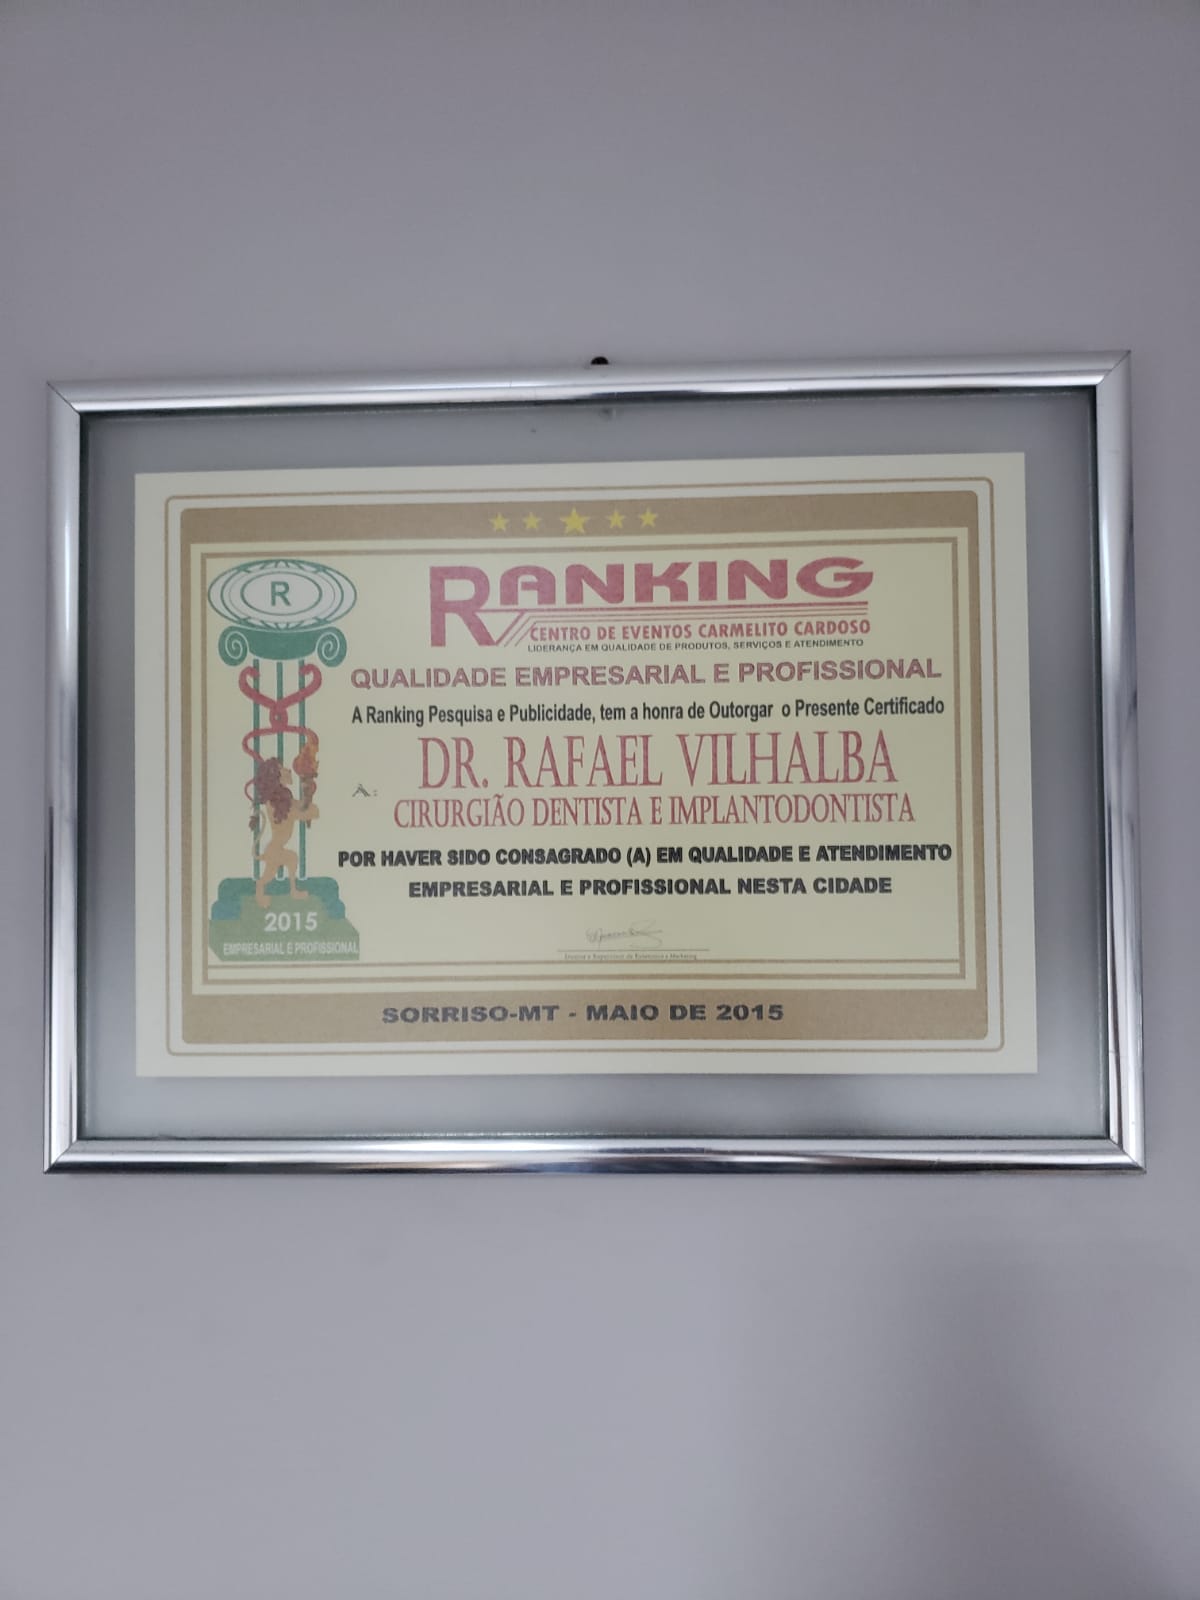 RANKING
CENTRO DE EVENTOS CARMELITO CARDOSO
LIDERANÇA EM QUALIDADE DE PRODUTOS, SERVIÇOS E ATENDIMENTO
QUALIDADE EMPRESARIAL E PROFISSIONAL
A Ranking Pesquisa e Publicidade, tem a honra de Outorgar o Presente Certificado
À:
DR. RAFAEL VILHALBA
CIRURGIÃO DENTISTA E IMPLANTODONTISTA
POR HAVER SIDO CONSAGRADO (A) EM QUALIDADE E ATENDIMENTO
EMPRESARIAL E PROFISSIONAL NESTA CIDADE
R
2015
EMPRESARIAL E PROFISSIONAL
SORRISO-MT - MAIO DE 2015